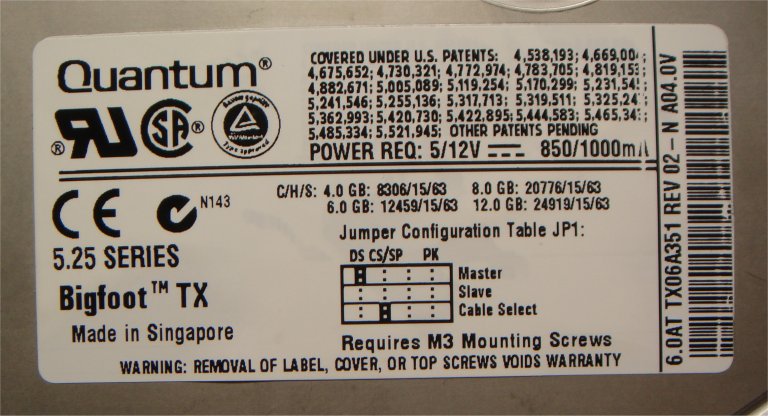 Quantum®
COVERED UNDER U.S. PATENTS: 4,538,193; 4,669,00
4,675,652; 4,730,321; 4,772,974; 4,783,705; 4,819,153
4,882,671; 5,005,089; 5,119,254; 5,170,299; 5,231,54
5,241,546; 5,255,136; 5,317,713; 5,319,511; 5,325,24
5,362,993; 5,420,730; 5,422,895; 5,444,583; 5,465,34
5,485,334; 5,521,945; OTHER PATENTS PENDING
POWER REQ: 5/12V 850/1000m
CE N143
5.25 SERIES
Bigfoot™ TX
Made in Singapore
C/H/S: 4.0 GB: 8306/15/63 8.0 GB: 20776/15/63
6.0 GB: 12459/15/63 12.0 GB: 24919/15/63
Jumper Configuration Table JP1:
DS CS/SP PK
Master
Slave
Cable Select
Requires M3 Mounting Screws
WARNING: REMOVAL OF LABEL, COVER, OR TOP SCREWS VOIDS WARRANTY
6.0AT TX06A351 REV 02-N A04.0V